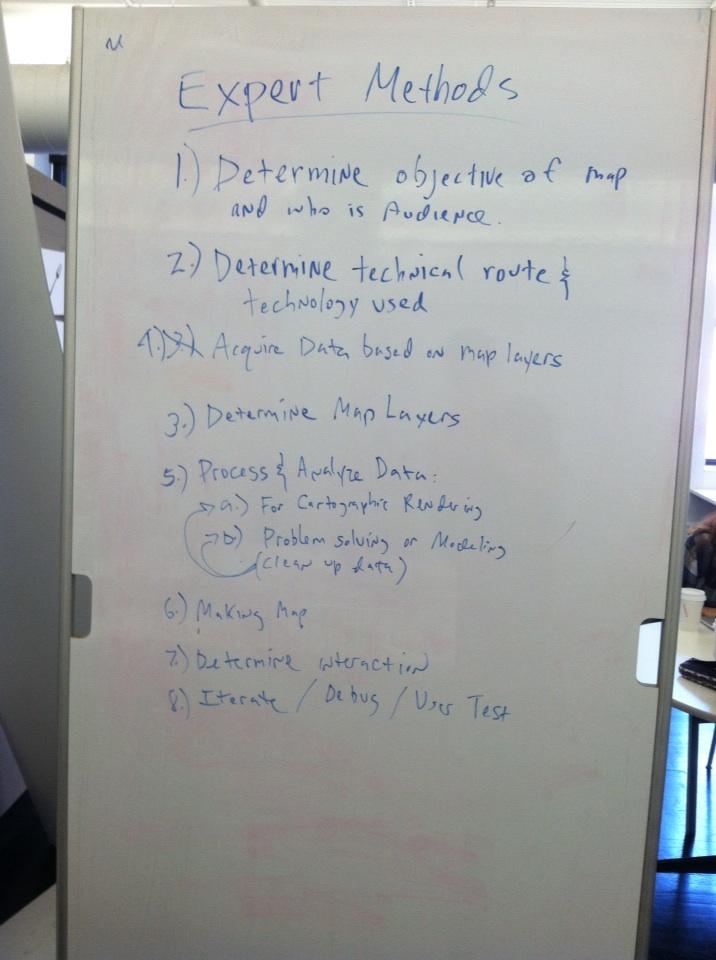 Expert Methods
1.) Determine objective of map
and who is Audience.
2.) Determine technical route &
technology used
4.) 3.) Acquire Data based on map layers
3.) Determine Map Layers
5.) Process & Analyze Data:
a.) For Cartographic Rendering
b.) Problem solving or Modeling
(clean up data)
6.) Making Map
7.) Determine interaction
8.) Iterate / Debug / User Test